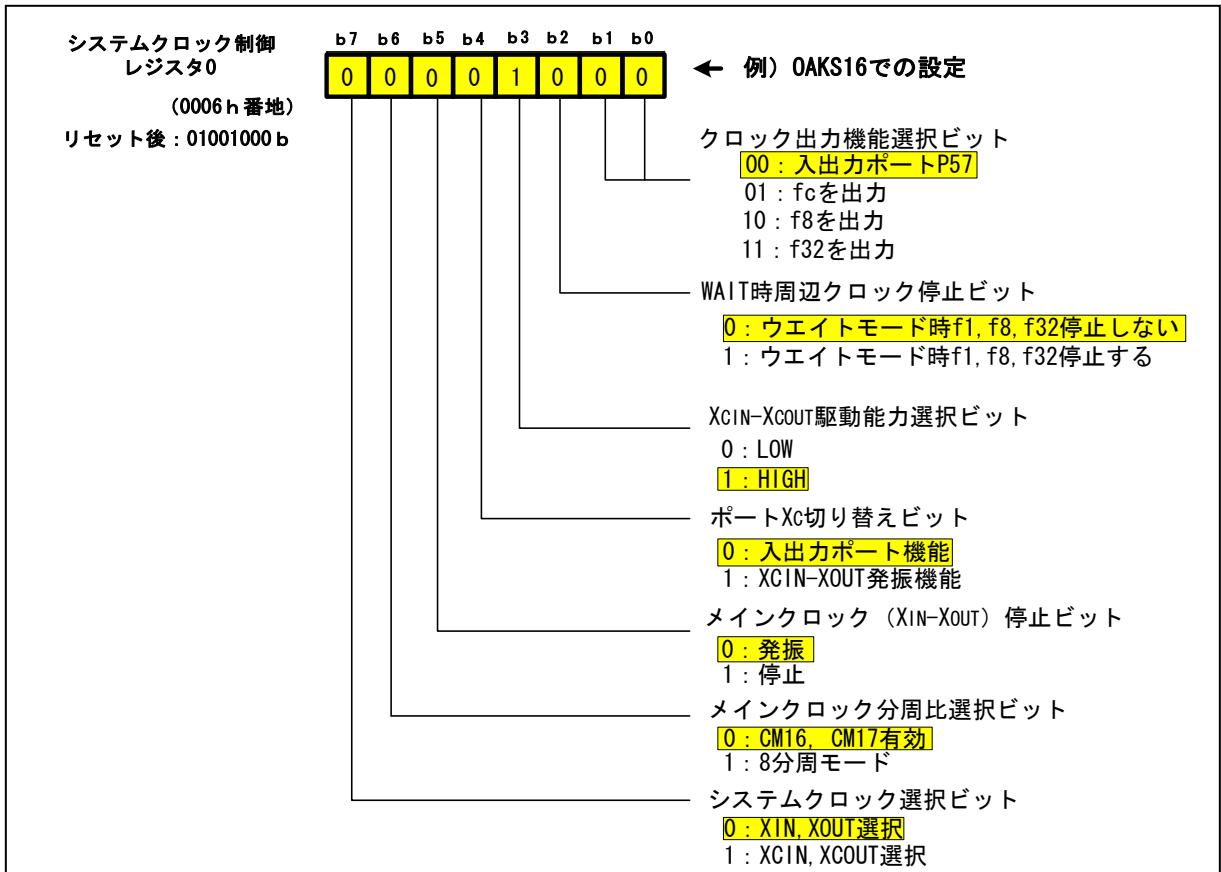 システムクロック制御
レジスタ0
(0006h番地)
リセット後:01001000b
b7 b6 b5 b4 b3 b2 b1 b0
0 0 0 0 1 0 0 0
← 例) OAKS16での設定
クロック出力機能選択ビット
00:入出力ポートP57
01:fcを出力
10:f8を出力
11:f32を出力
WAIT時周辺クロック停止ビット
0:ウエイトモード時f1,f8,f32停止しない
1:ウエイトモード時f1,f8,f32停止する
XCIN-XCOUT駆動能力選択ビット
0:LOW
1:HIGH
ポートXC切り替えビット
0:入出力ポート機能
1:XCIN-XOUT発振機能
メインクロック(XIN-XOUT)停止ビット
0:発振
1:停止
メインクロック分周比選択ビット
0:CM16, CM17有効
1:8分周モード
システムクロック選択ビット
0:XIN,XOUT選択
1:XCIN,XCOUT選択